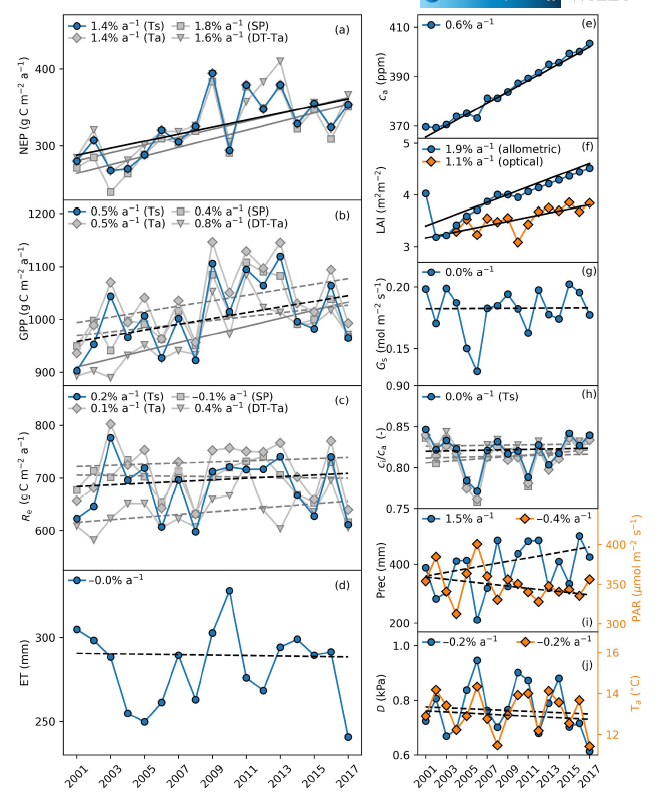 (a)
1.4% a⁻¹ (Ts)
1.8% a⁻¹ (SP)
1.4% a⁻¹ (Ta)
1.6% a⁻¹ (DT-Ta)
NEP (g C m⁻² a⁻¹)
400
300
(b)
0.5% a⁻¹ (Ts)
0.4% a⁻¹ (SP)
0.5% a⁻¹ (Ta)
0.8% a⁻¹ (DT-Ta)
GPP (g C m⁻² a⁻¹)
1200
1100
1000
900
(c)
0.2% a⁻¹ (Ts)
−0.1% a⁻¹ (SP)
0.1% a⁻¹ (Ta)
0.4% a⁻¹ (DT-Ta)
Rₑ (g C m⁻² a⁻¹)
800
700
600
(d)
−0.0% a⁻¹
ET (mm)
300
250
2001
2003
2005
2007
2009
2011
2013
2015
2017
(e)
0.6% a⁻¹
cₐ (ppm)
410
390
370
(f)
1.9% a⁻¹ (allometric)
1.1% a⁻¹ (optical)
LAI (m²m⁻²)
5
4
3
(g)
0.0% a⁻¹
Gₛ (mol m⁻² s⁻¹)
0.20
0.15
0.90
(h)
0.0% a⁻¹ (Ts)
cᵢ/cₐ (-)
0.85
0.80
0.75
1.5% a⁻¹
−0.4% a⁻¹
Prec (mm)
400
200
(i)
PAR (μmol m⁻² s⁻¹)
400
350
300
−0.2% a⁻¹
−0.2% a⁻¹
(j)
D (kPa)
1.0
0.8
0.6
Tₐ (°C)
16
14
12
2001
2003
2005
2007
2009
2011
2013
2015
2017